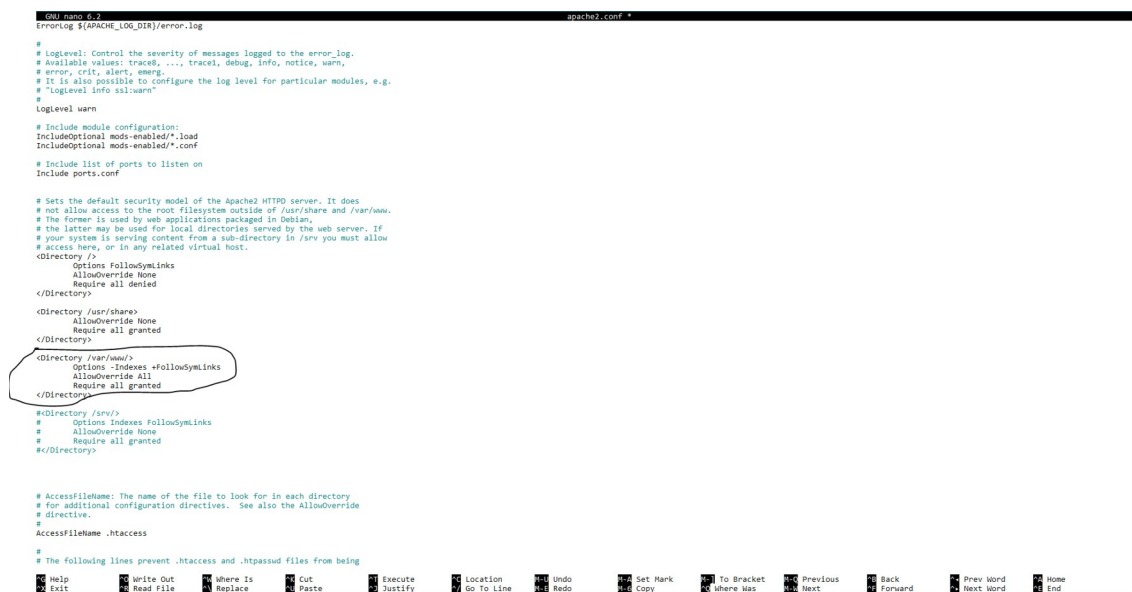 GNU nano 6.2 apache2.conf *
ErrorLog ${APACHE_LOG_DIR}/error.log
#
# LogLevel: Control the severity of messages logged to the error_log.
# Available values: trace8, ..., trace1, debug, info, notice, warn,
# error, crit, alert, emerg.
# It is also possible to configure the log level for particular modules, e.g.
# "LogLevel info ssl:warn"
#
LogLevel warn
# Include module configuration:
IncludeOptional mods-enabled/*.load
IncludeOptional mods-enabled/*.conf
# Include list of ports to listen on
Include ports.conf
# Sets the default security model of the Apache2 HTTPD server. It does
# not allow access to the root filesystem outside of /usr/share and /var/www.
# The former is used by web applications packaged in Debian,
# the latter may be used for local directories served by the web server. If
# your system is serving content from a sub-directory in /srv you must allow
# access here, or in any related virtual host.
<Directory />
Options FollowSymLinks
AllowOverride None
Require all denied
</Directory>
<Directory /usr/share>
AllowOverride None
Require all granted
</Directory>
<Directory /var/www/>
Options -Indexes +FollowSymLinks
AllowOverride All
Require all granted
</Directory>
#<Directory /srv/>
# Options Indexes FollowSymLinks
# AllowOverride None
# Require all granted
#</Directory>
# AccessFileName: The name of the file to look for in each directory
# for additional configuration directives. See also the AllowOverride
# directive.
#
AccessFileName .htaccess
#
# The following lines prevent .htaccess and .htpasswd files from being
^G Help ^O Write Out ^W Where Is ^K Cut ^T Execute ^C Location M-U Undo M-A Set Mark M-] To Bracket M-Q Previous ^B Back ^◂ Prev Word ^A Home
^X Exit ^R Read File ^\ Replace ^U Paste ^J Justify ^/ Go To Line M-E Redo M-6 Copy ^Q Where Was M-W Next ^F Forward ^▸ Next Word ^E End